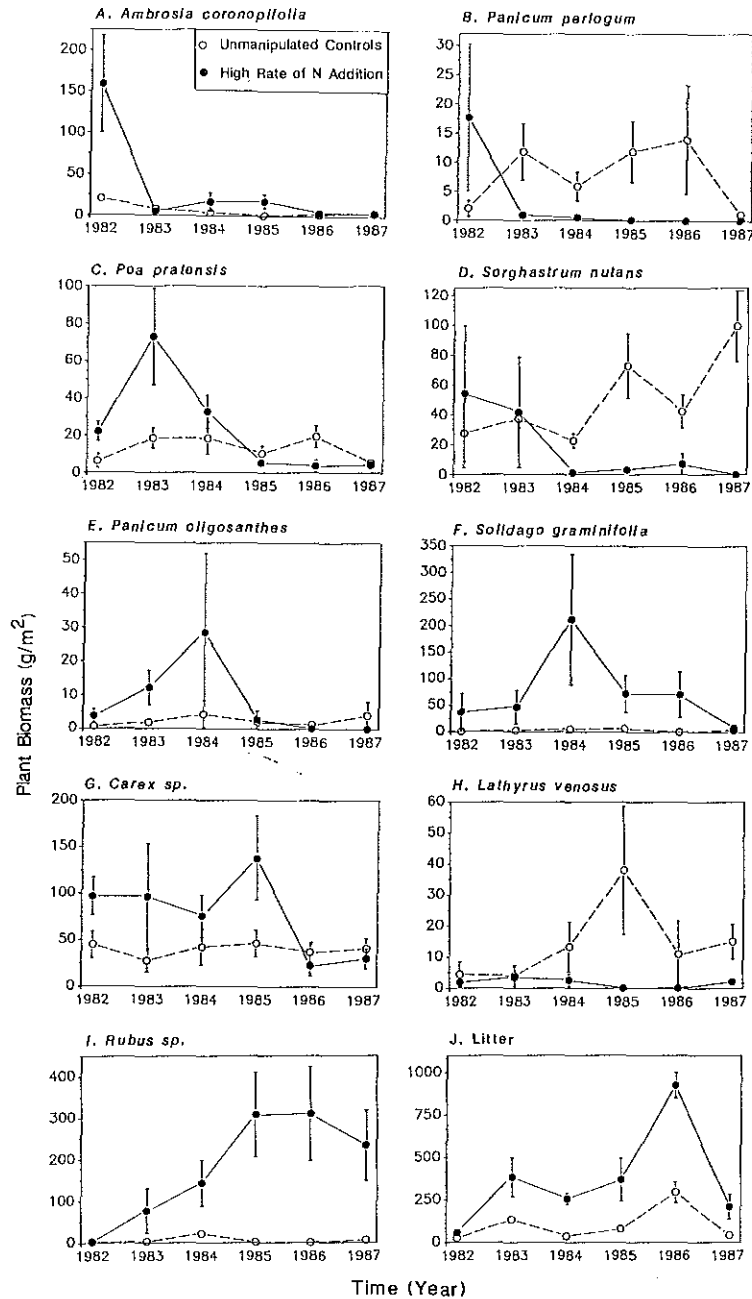 A. Ambrosia coronopifolia
Unmanipulated Controls
High Rate of N Addition
200
150
100
50
0
1982 1983 1984 1985 1986 1987
B. Panicum perlogum
30
25
20
15
10
5
0
1982 1983 1984 1985 1986 1987
C. Poa pratonsis
100
80
60
40
20
0
1982 1983 1984 1985 1986 1987
D. Sorghastrum nutans
120
100
80
60
40
20
0
1982 1983 1984 1985 1986 1987
E. Panicum oligosanthes
50
40
30
20
10
0
1982 1983 1984 1985 1986 1987
F. Solidago graminifolia
350
300
250
200
150
100
50
0
1982 1983 1984 1985 1986 1987
Plant Biomass (g/m²)
G. Carex sp.
200
150
100
50
0
1982 1983 1984 1985 1986 1987
H. Lathyrus venosus
60
50
40
30
20
10
0
1982 1983 1984 1985 1986 1987
I. Rubus sp.
400
300
200
100
0
1982 1983 1984 1985 1986 1987
J. Litter
1000
750
500
250
0
1982 1983 1984 1985 1986 1987
Time (Year)